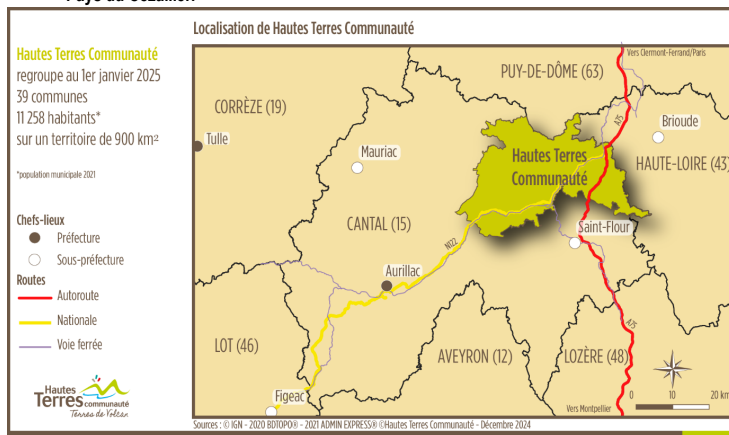 Pays du Cézallier.
Localisation de Hautes Terres Communauté
Hautes Terres Communauté
regroupe au 1er janvier 2025
39 communes
11 258 habitants*
sur un territoire de 900 km²
*population municipale 2021
Chefs-lieux
Préfecture
Sous-préfecture
Routes
Autoroute
Nationale
Voie ferrée
Hautes
Terres communauté
Terres de Volcan
Vers Clermont-Ferrand/Paris
PUY-DE-DÔME (63)
CORRÈZE (19)
A75
Brioude
Tulle
Mauriac
Hautes Terres
Communauté
HAUTE-LOIRE (43)
CANTAL (15)
Saint-Flour
N122
Aurillac
A75
LOT (46)
AVEYRON (12)
LOZÈRE (48)
Figeac
0 20 km
Vers Montpellier
Sources : © IGN - 2020 BDTOPO® - 2021 ADMIN EXPRESS® ©Hautes Terres Communauté - Décembre 2024